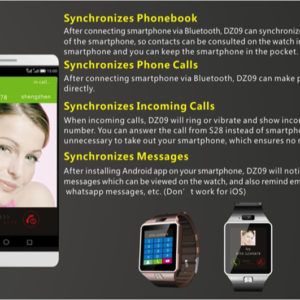 Synchronizes Phonebook
After connecting smartphone via Bluetooth, DZ09 can synchroniz
of the smartphone, so contacts can be consulted on the watch in
smartphone and you can keep the smartphone in the pocket.
Synchronizes Phone Calls
After connecting smartphone via Bluetooth, DZ09 can make p
directly.
Synchronizes Incoming Calls
When incoming calls, DZ09 will ring or vibrate and show incom
number. You can answer the call from S28 instead of smartphon
unnecessary to take out your smartphone, which ensures no m
Synchronizes Messages
After installing Android app on your smartphone, DZ09 will noti
messages which can be viewed on the watch, and also remind em
whatsapp messages, etc. (Don't work for iOS)
78
shengzhen